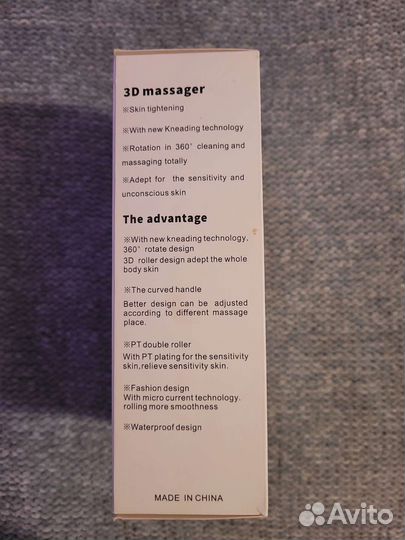 3D massager
※Skin tightening
※With new Kneading technology
※Rotation in 360° cleaning and
massaging totally
※Adept for the sensitivity and
unconscious skin
The advantage
※With new kneading technology.
360° rotate design
3D roller design adept the whole
body skin
※The curved handle
Better design can be adjusted
according to different massage
place.
※PT double roller
With PT plating for the sensitivity
skin,relieve sensitivity skin.
※Fashion design
With micro current technology.
rolling more smoothness
※Waterproof design
MADE IN CHINA
Avito